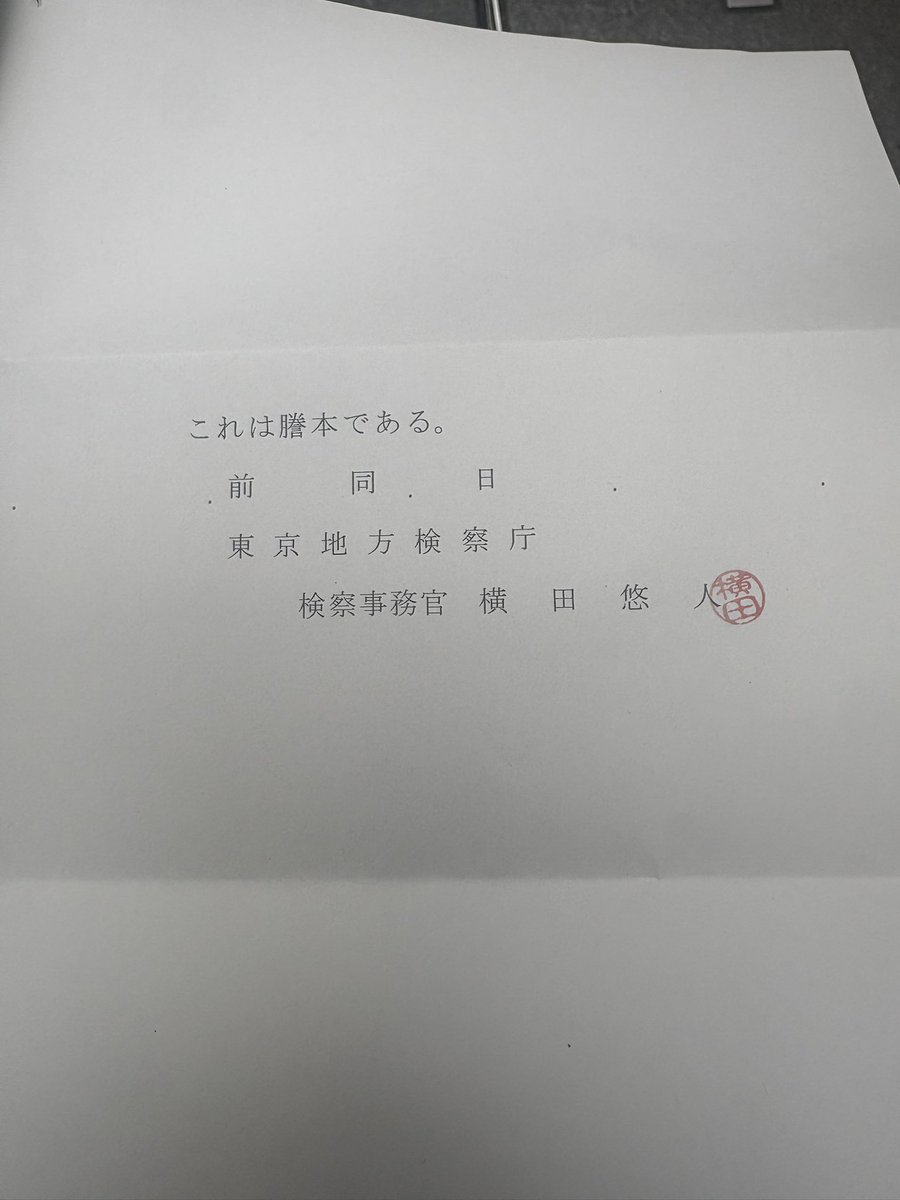 これは謄本である。
前 同 日
東京地方検察庁
検察事務官 横 田 悠 人
横田